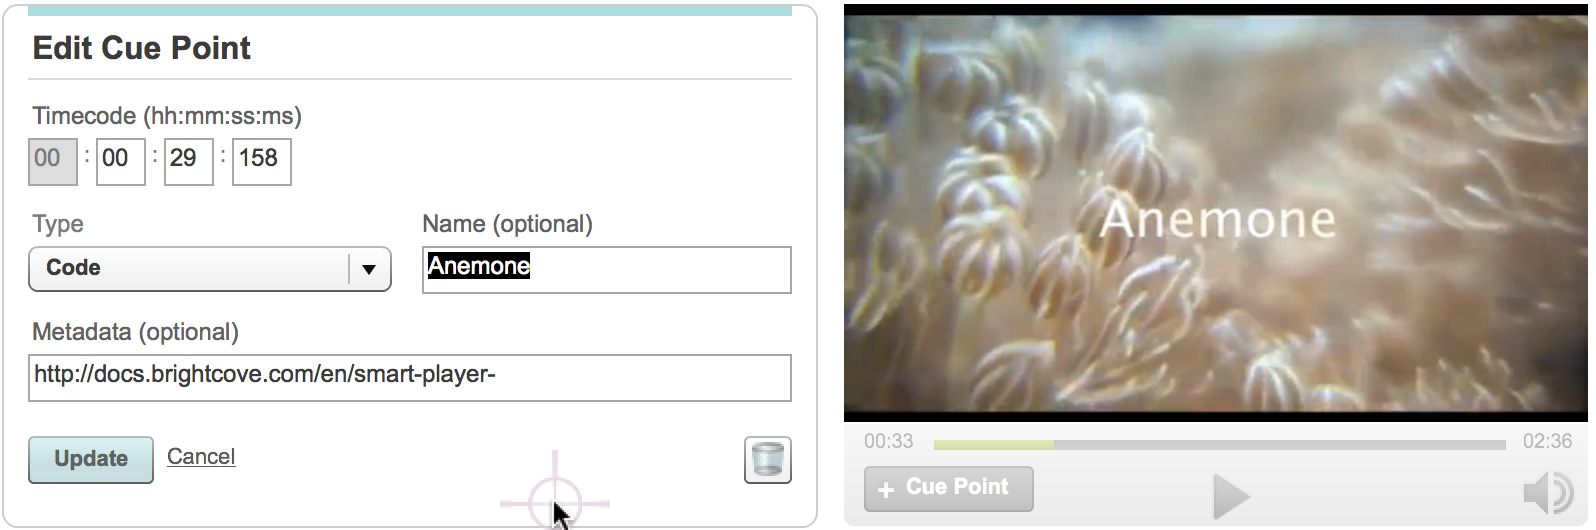 Edit Cue Point
Timecode (hh:mm:ss:ms)
00 : 00 : 29 : 158
Type
Name (optional)
Code
Anemone
Metadata (optional)
http://docs.brightcove.com/en/smart-player-
Update Cancel
Anemone
00:33 02:36
+ Cue Point